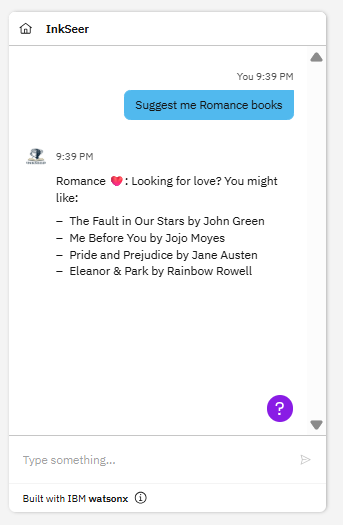 InkSeer
You 9:39 PM
Suggest me Romance books
9:39 PM
Romance 💔: Looking for love? You might
like:
– The Fault in Our Stars by John Green
– Me Before You by Jojo Moyes
– Pride and Prejudice by Jane Austen
– Eleanor & Park by Rainbow Rowell
?
Type something...
Built with IBM watsonx